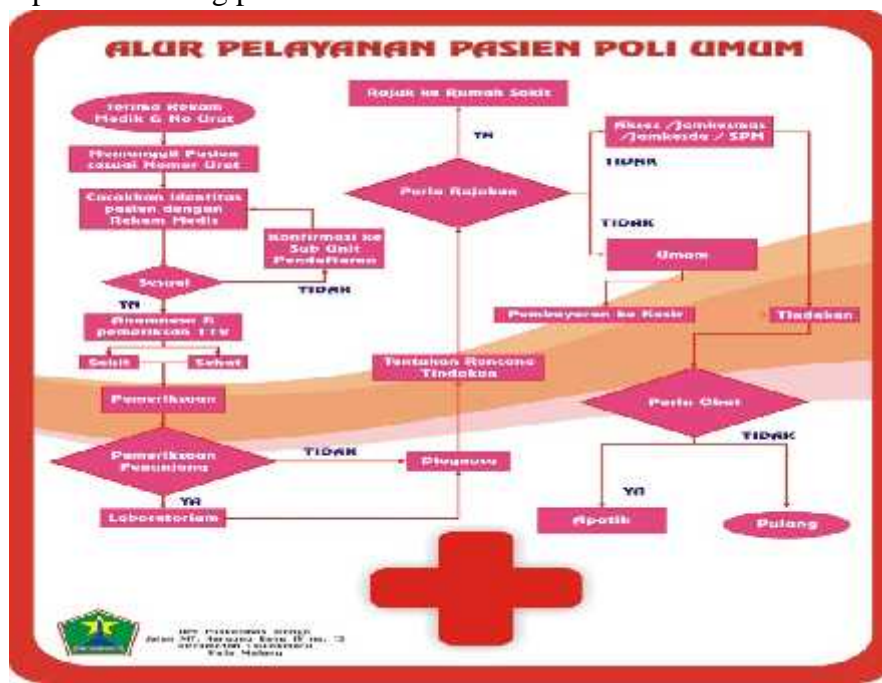 ALUR PELAYANAN PASIEN POLI UMUM
Terima Rekam
Medik & No Urut
Memanggil Pasien
sesuai Nomor Urut
Cocokkan Identitas
pasien dengan
Rekam Medis
Konfirmasi ke
Sub Unit
Pendaftaran
Sesuai
TIDAK
YA
Anamnesa &
pemeriksaan TTV
Sakit
Sehat
Pemeriksaan
Pemeriksaan
Penunjang
TIDAK
YA
Laboratorium
Diagnosa
Tentukan Rencana
Tindakan
Perlu Rujukan
YA
Rujuk ke Rumah Sakit
TIDAK
Askes /Jamkesmas
/Jamkesda / SPM
TIDAK
Umum
Pembayaran ke Kasir
Tindakan
Perlu Obat
TIDAK
YA
Apotik
Pulang
Kota Malang